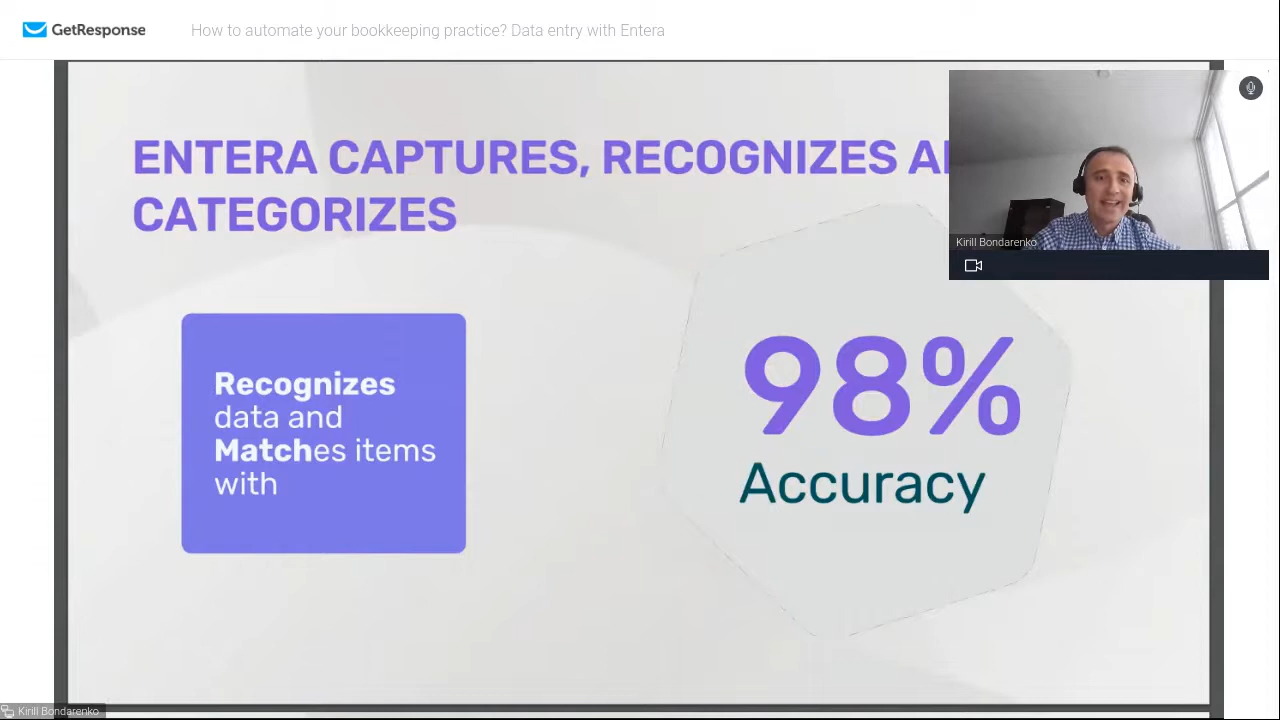 GetResponse
How to automate your bookkeeping practice? Data entry with Entera
ENTERA CAPTURES, RECOGNIZES
CATEGORIZES
Kirill Bondarenko
Recognizes
data and
Matches items
with
98%
Accuracy
Kirill Bondarenko